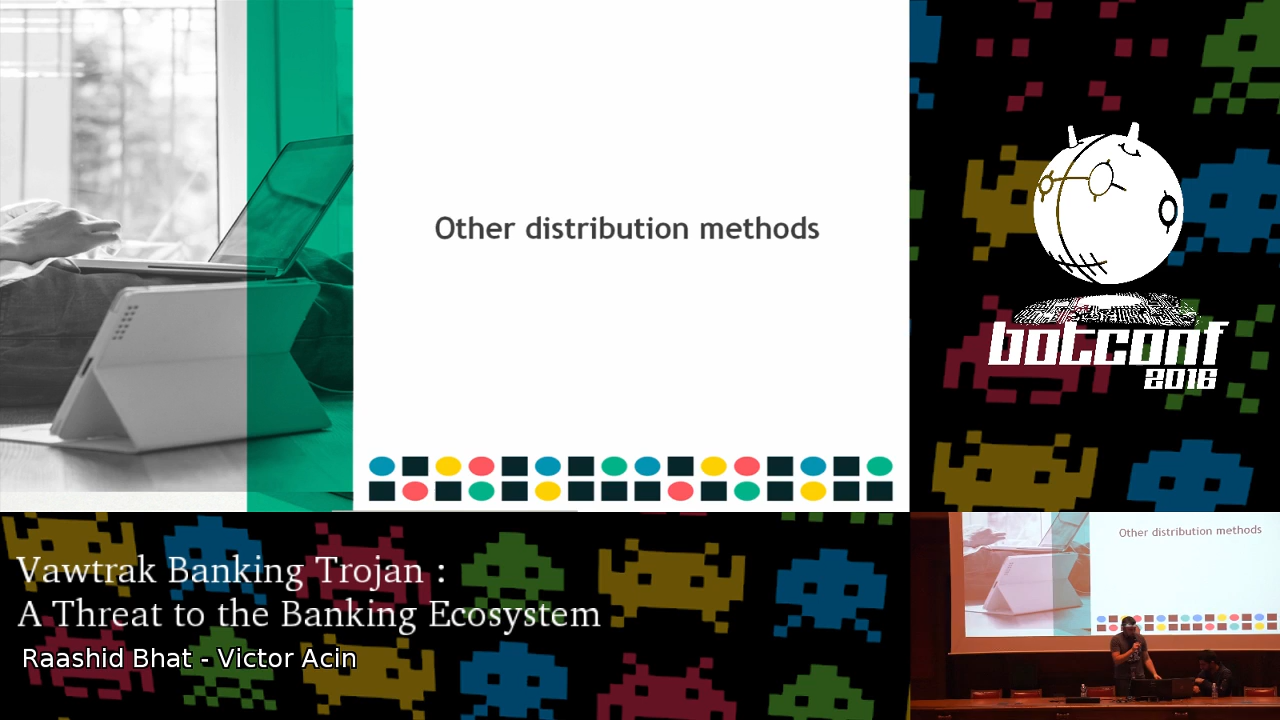 Other distribution methods
botconf
2016
Vawtrak Banking Trojan :
A Threat to the Banking Ecosystem
Raashid Bhat - Victor Acin
Other distribution methods